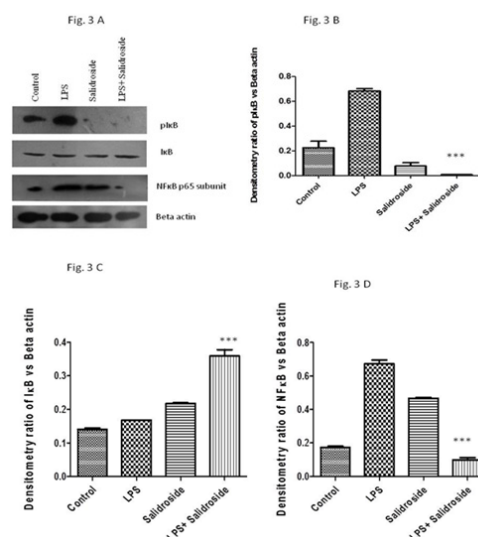 Fig. 3 A
Control
LPS
Salidroside
LPS+ Salidroside
pIκB
IκB
NFκB p65 subunit
Beta actin
Fig. 3 B
Densitometry ratio of pIκB vs Beta actin
0.8
0.6
0.4
0.2
0.0
***
Control
LPS
Salidroside
LPS+ Salidroside
Fig. 3 C
Densitometry ratio of IκB vs Beta actin
0.4
0.3
0.2
0.1
0.0
***
Control
LPS
Salidroside
LPS+ Salidroside
Fig. 3 D
Densitometry ratio of NFκB vs Beta actin
0.8
0.6
0.4
0.2
0.0
***
Control
LPS
Salidroside
LPS+ Salidroside